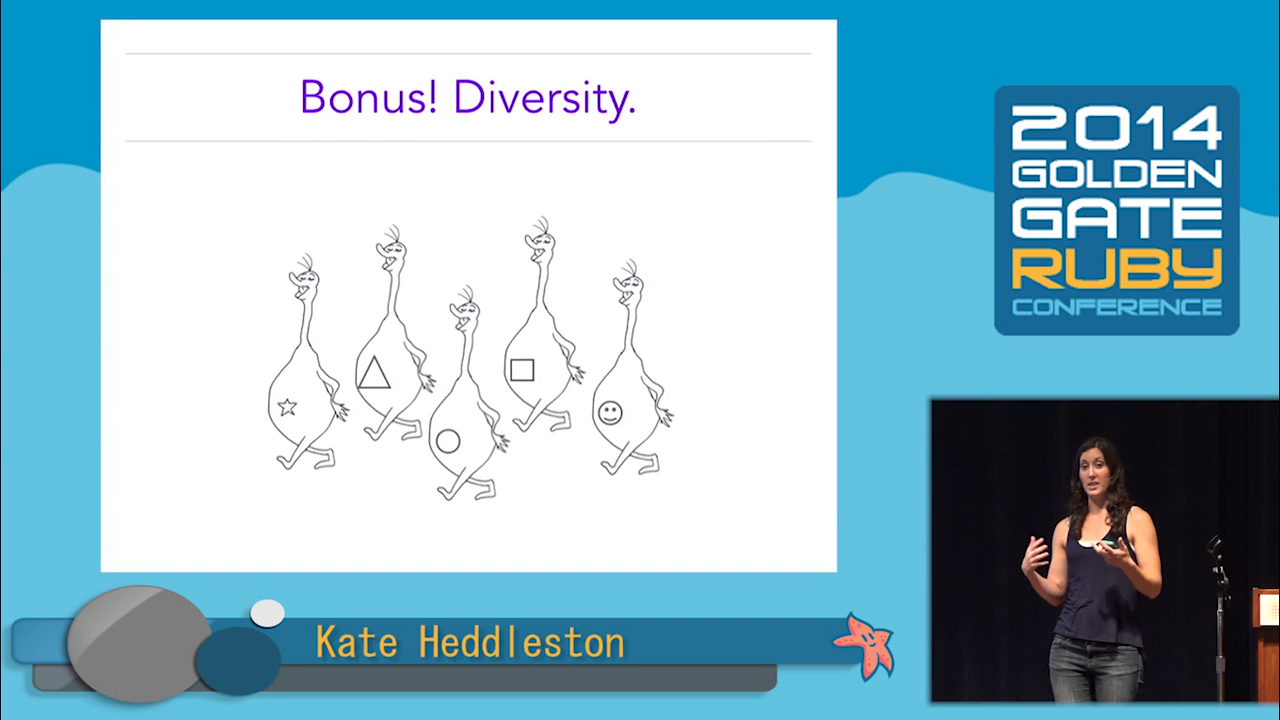 Bonus! Diversity.
2014
GOLDEN
GATE
RUBY
CONFERENCE
Kate Heddleston